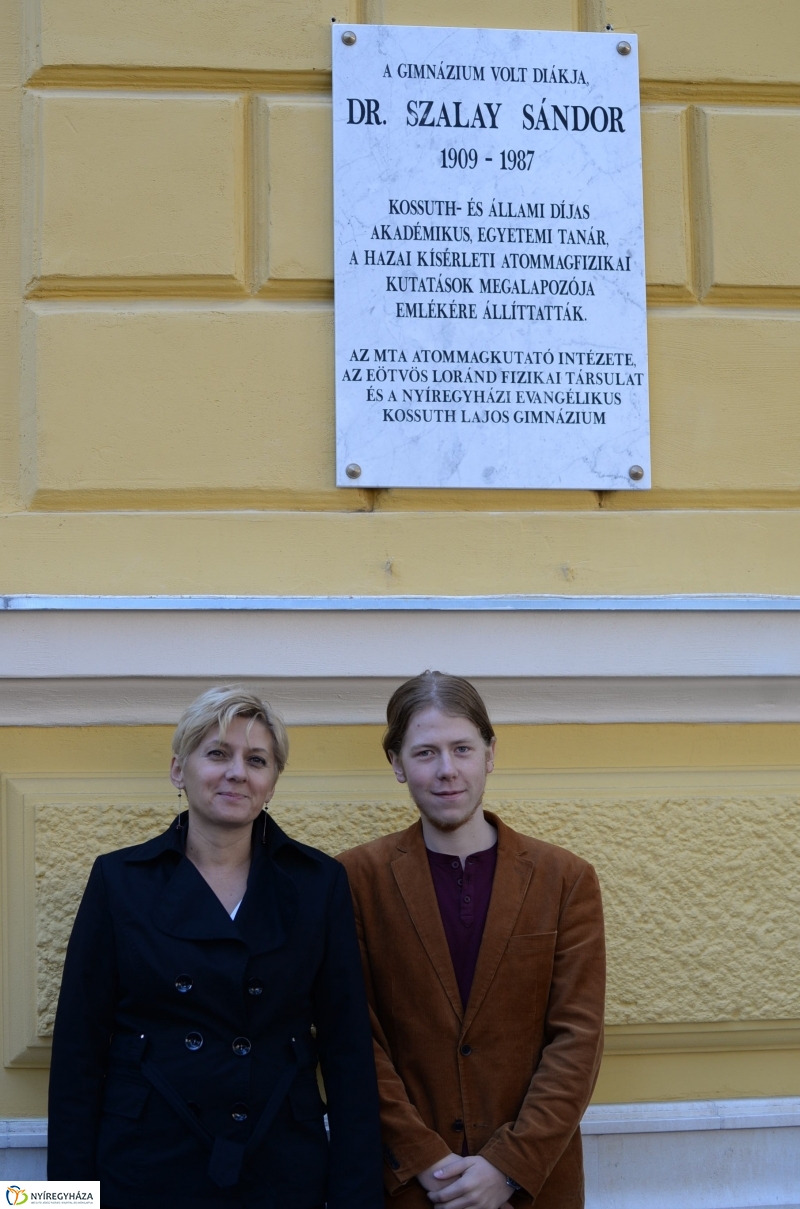 A GIMNÁZIUM VOLT DIÁKJA,
DR. SZALAY SÁNDOR
1909 - 1987
KOSSUTH- ÉS ÁLLAMI DÍJAS
AKADÉMIKUS, EGYETEMI TANÁR,
A HAZAI KÍSÉRLETI ATOMMAGFIZIKAI
KUTATÁSOK MEGALAPOZÓJA
EMLÉKÉRE ÁLLÍTTATTÁK.
AZ MTA ATOMMAGKUTATÓ INTÉZETE,
AZ EÖTVÖS LORÁND FIZIKAI TÁRSULAT
ÉS A NYÍREGYHÁZI EVANGÉLIKUS
KOSSUTH LAJOS GIMNÁZIUM
NYÍREGYHÁZA